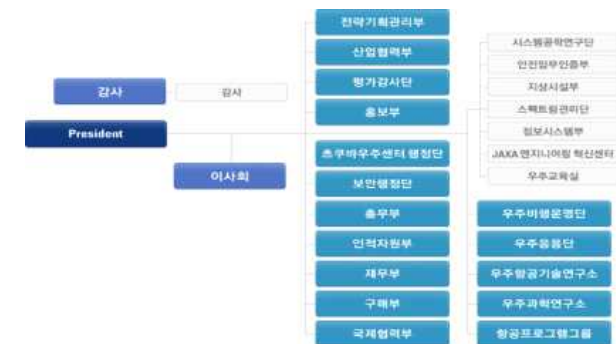 감사
감사
President
이사회
전략기획관리부
산업협력부
평가감사단
홍보부
츠쿠바우주센터 행정단
보안행정단
총무부
인적자원부
재무부
구매부
국제협력부
시스템공학연구단
안전임무인증부
지상시설부
스펙트럼관리단
정보시스템부
JAXA 엔지니어링 혁신센터
우주교육실
우주비행운영단
우주응용단
우주항공기술연구소
우주과학연구소
항공프로그램그룹